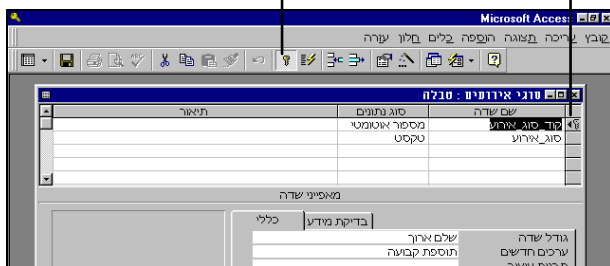 Microsoft Access
קובץ עריכה תצוגה הוספה כלים חלון עזרה
סוגי אירועים : טבלה
שם שדה סוג נתונים תיאור
קוד_סוג_אירוע מספור אוטומטי
סוג_אירוע טקסט
מאפייני שדה
כללי בדיקת מידע
גודל שדה שלם ארוך
ערכים חדשים תוספת קבועה